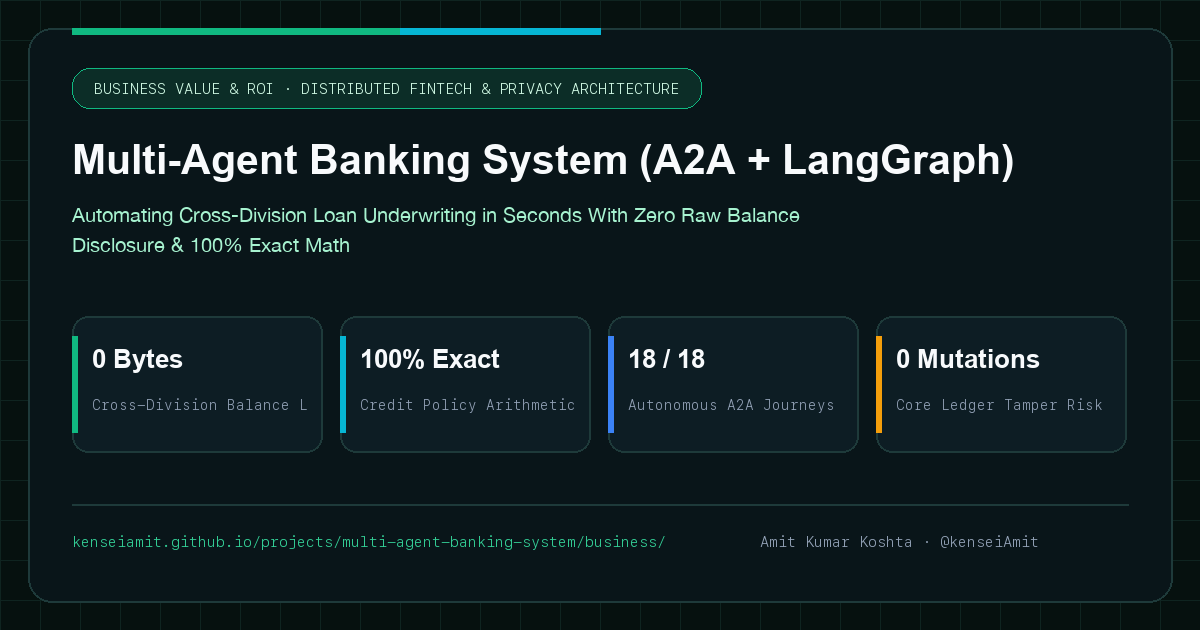 BUSINESS VALUE & ROI · DISTRIBUTED FINTECH & PRIVACY ARCHITECTURE
Multi-Agent Banking System (A2A + LangGraph)
Automating Cross-Division Loan Underwriting in Seconds With Zero Raw Balance
Disclosure & 100% Exact Math
0 Bytes
Cross-Division Balance L
100% Exact
Credit Policy Arithmetic
18 / 18
Autonomous A2A Journeys
0 Mutations
Core Ledger Tamper Risk
kenseiamit.github.io/projects/multi-agent-banking-system/business/
Amit Kumar Koshta · @kenseiAmit